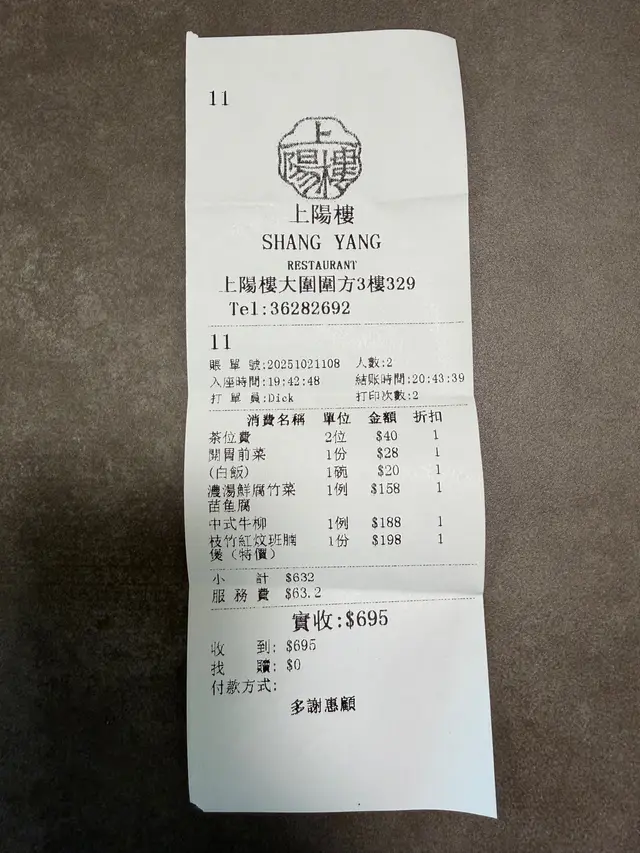 11
上陽樓
上陽樓
SHANG YANG
RESTAURANT
上陽樓大圍圍方3樓329
Tel:36282692
11
賬單號:20251021108 人數:2
入座時間:19:42:48 結账時間:20:43:39
打單員:Dick 打印次數:2
消費名稱 單位 金額 折扣
茶位費 2位 $40 1
開胃前菜 1份 $28 1
(白飯) 1碗 $20 1
濃湯鮮腐竹菜 1例 $158 1
苗魚腐
中式牛柳 1例 $188 1
枝竹紅炆班腩 1份 $198 1
煲（特價）
小計 $632
服務費 $63.2
實收:$695
收到: $695
找贖: $0
付款方式:
多謝惠顧